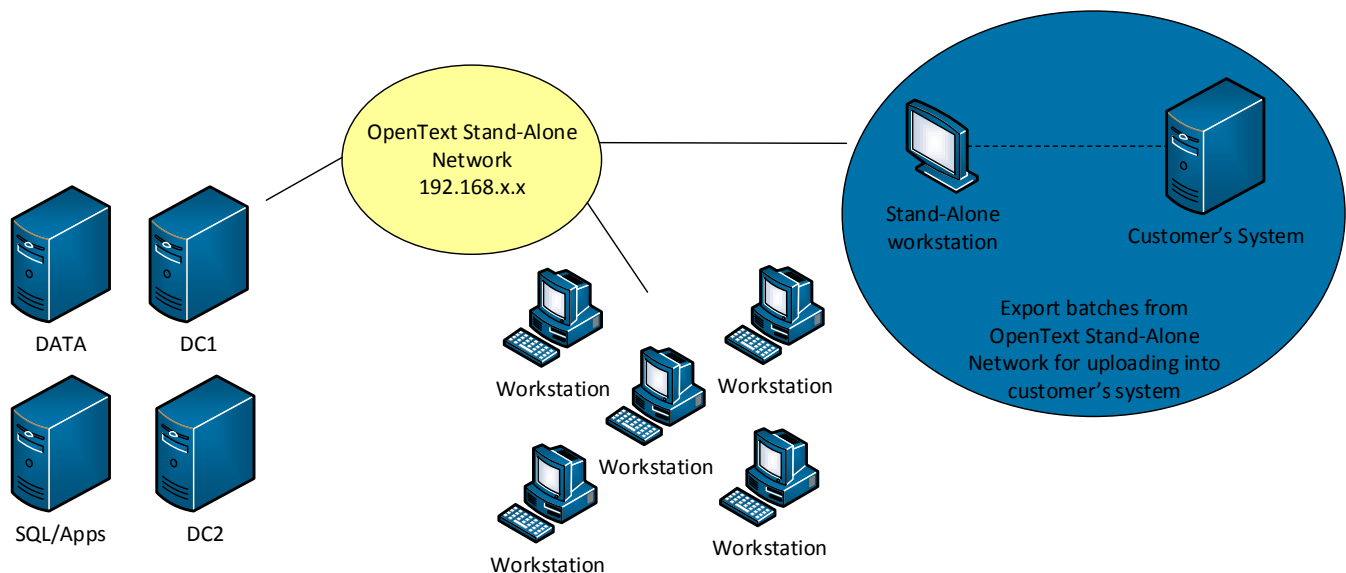 OpenText Stand-Alone
Network
192.168.x.x
Stand-Alone
workstation
Customer's System
Export batches from
OpenText Stand-Alone
Network for uploading into
customer's system
DATA
DC1
SQL/Apps
DC2
Workstation
Workstation
Workstation
Workstation
Workstation